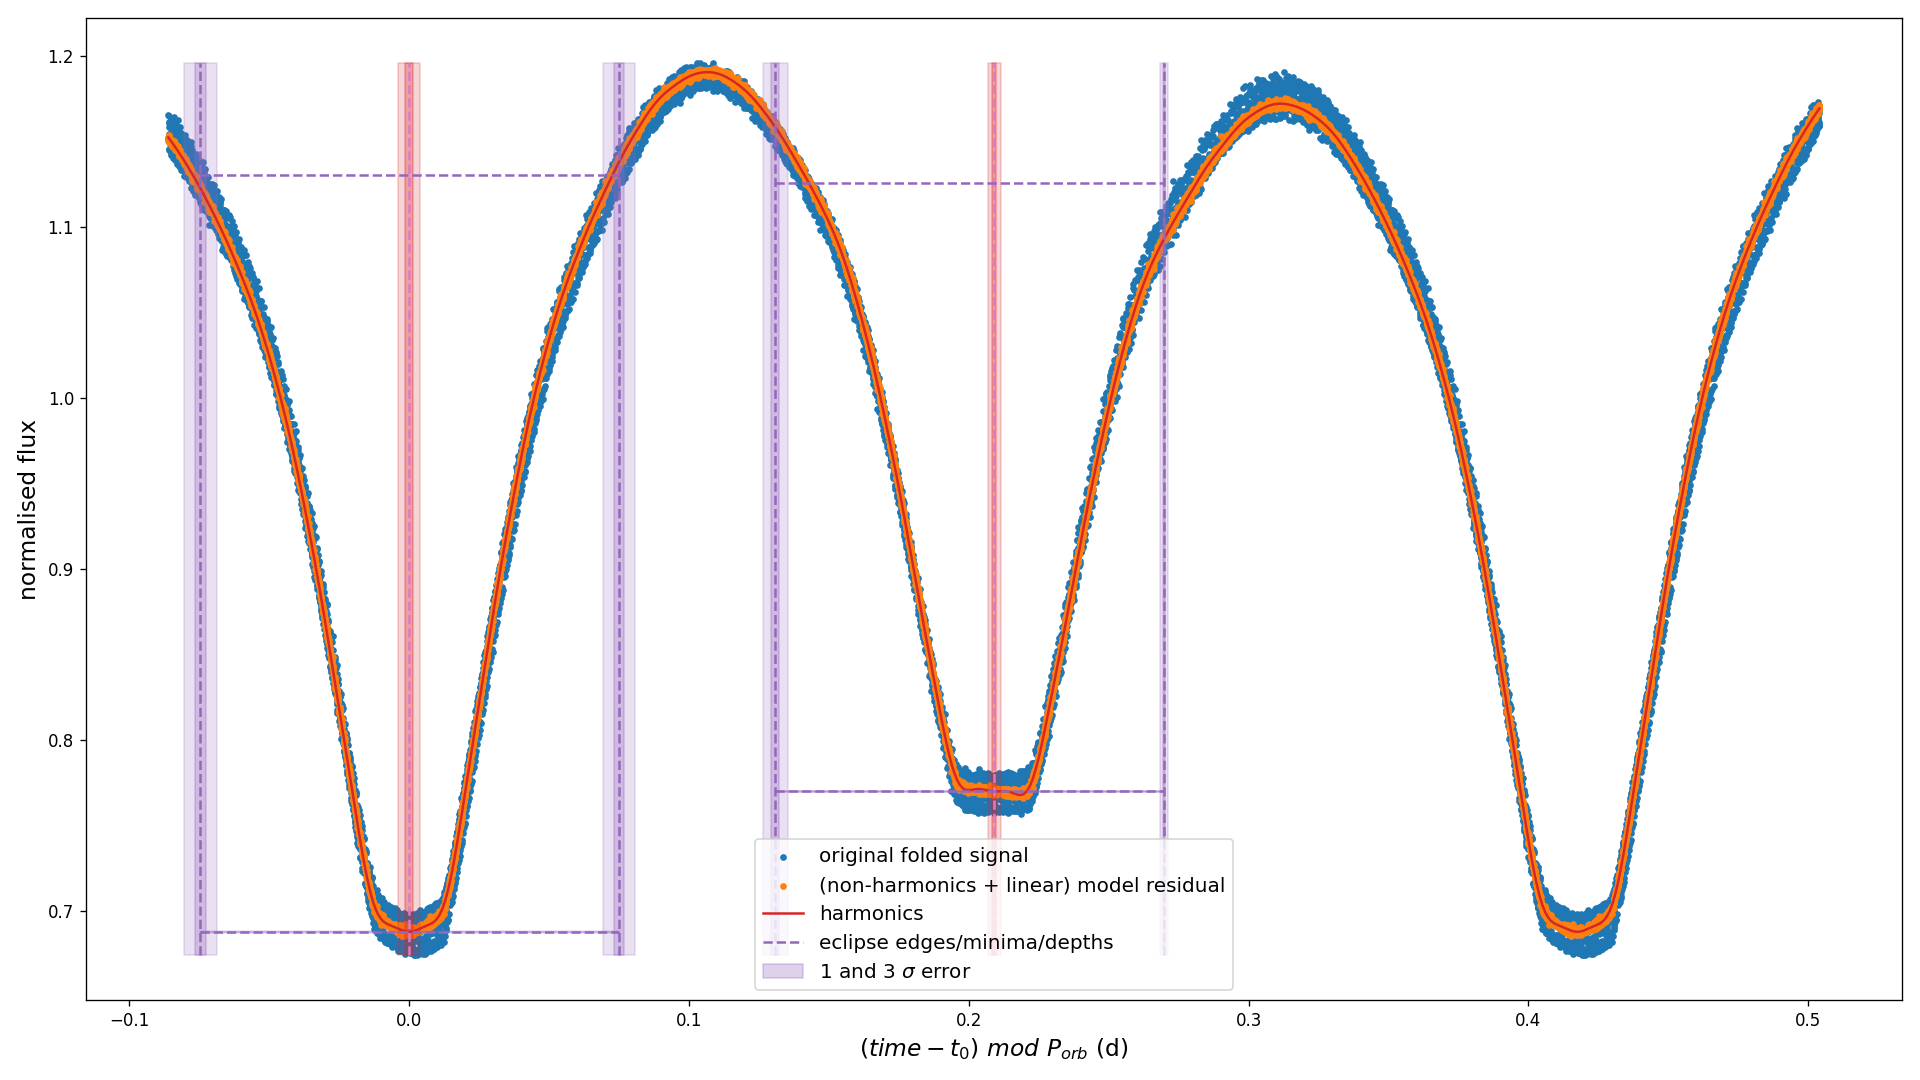 normalised flux
1.2
1.1
1.0
0.9
0.8
0.7
−0.1
0.0
0.1
0.2
0.3
0.4
0.5
(time − t₀) mod Pₒᵣb (d)
original folded signal
(non-harmonics + linear) model residual
harmonics
eclipse edges/minima/depths
1 and 3 σ error